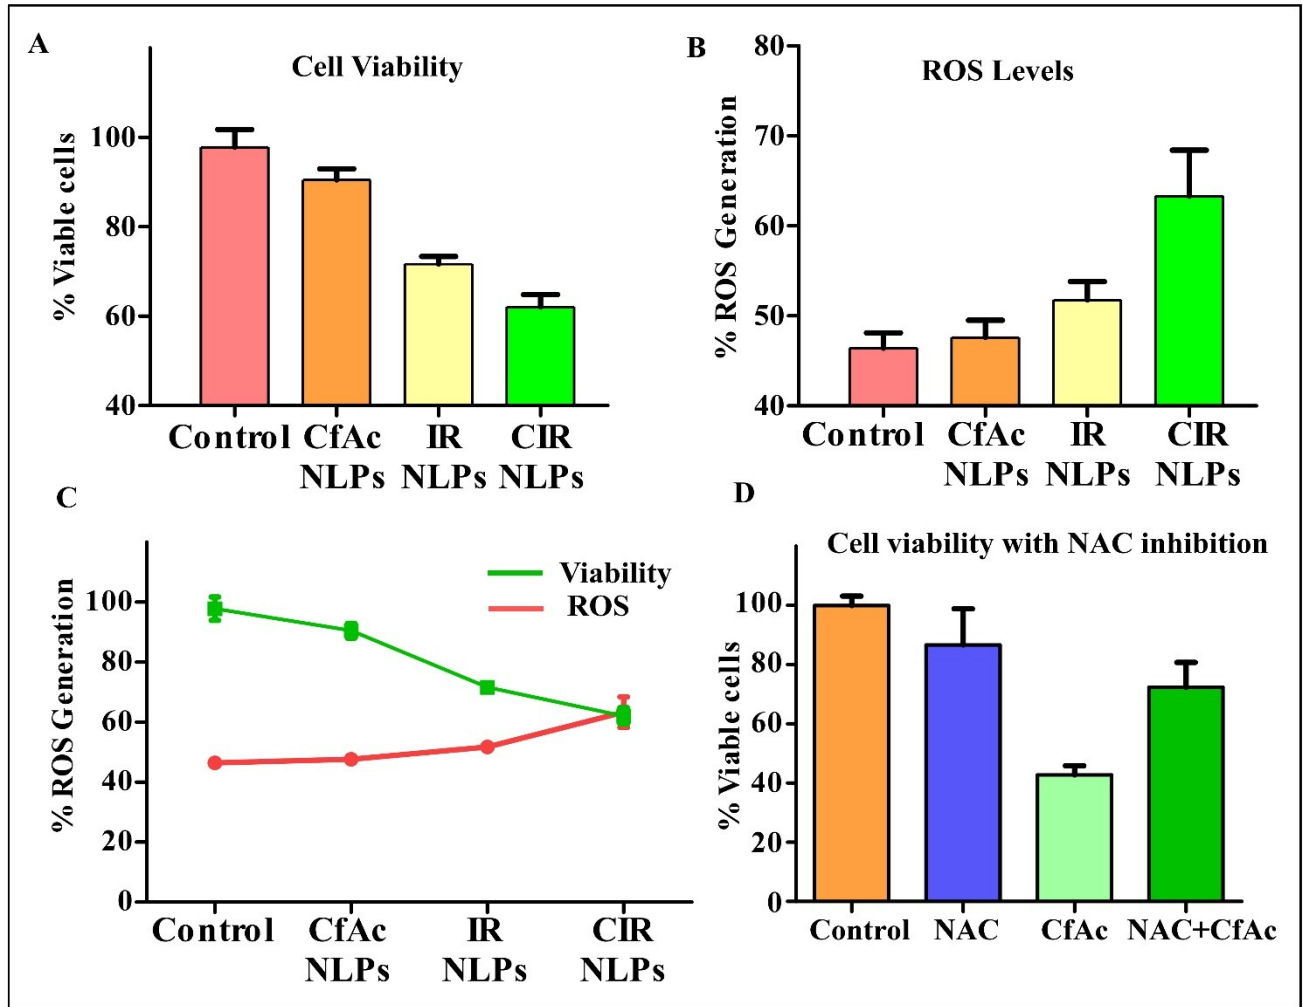 A
Cell Viability
% Viable cells
100
80
60
40
Control CfAc IR CIR
NLPs NLPs NLPs
B
ROS Levels
% ROS Generation
80
70
60
50
40
Control CfAc IR CIR
NLPs NLPs NLPs
C
Viability
ROS
% ROS Generation
100
80
60
40
20
0
Control CfAc IR CIR
NLPs NLPs NLPs
D
Cell viability with NAC inhibition
% Viable cells
100
80
60
40
20
0
Control NAC CfAc NAC+CfAc